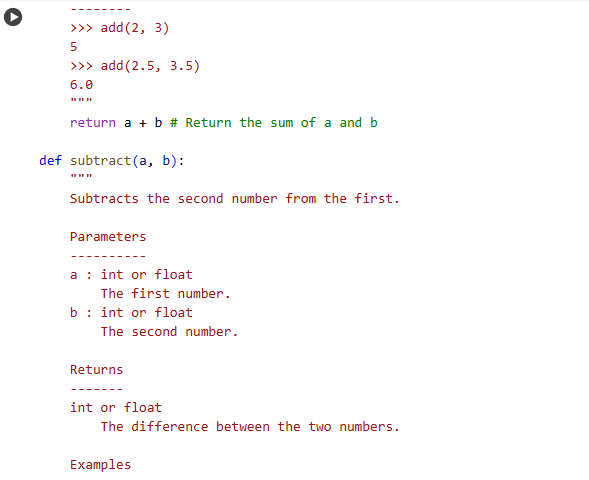 --------
    >>> add(2, 3)
    5
    >>> add(2.5, 3.5)
    6.0
    """
    return a + b # Return the sum of a and b

def subtract(a, b):
    """
    Subtracts the second number from the first.

    Parameters
    ----------
    a : int or float
        The first number.
    b : int or float
        The second number.

    Returns
    -------
    int or float
        The difference between the two numbers.

    Examples